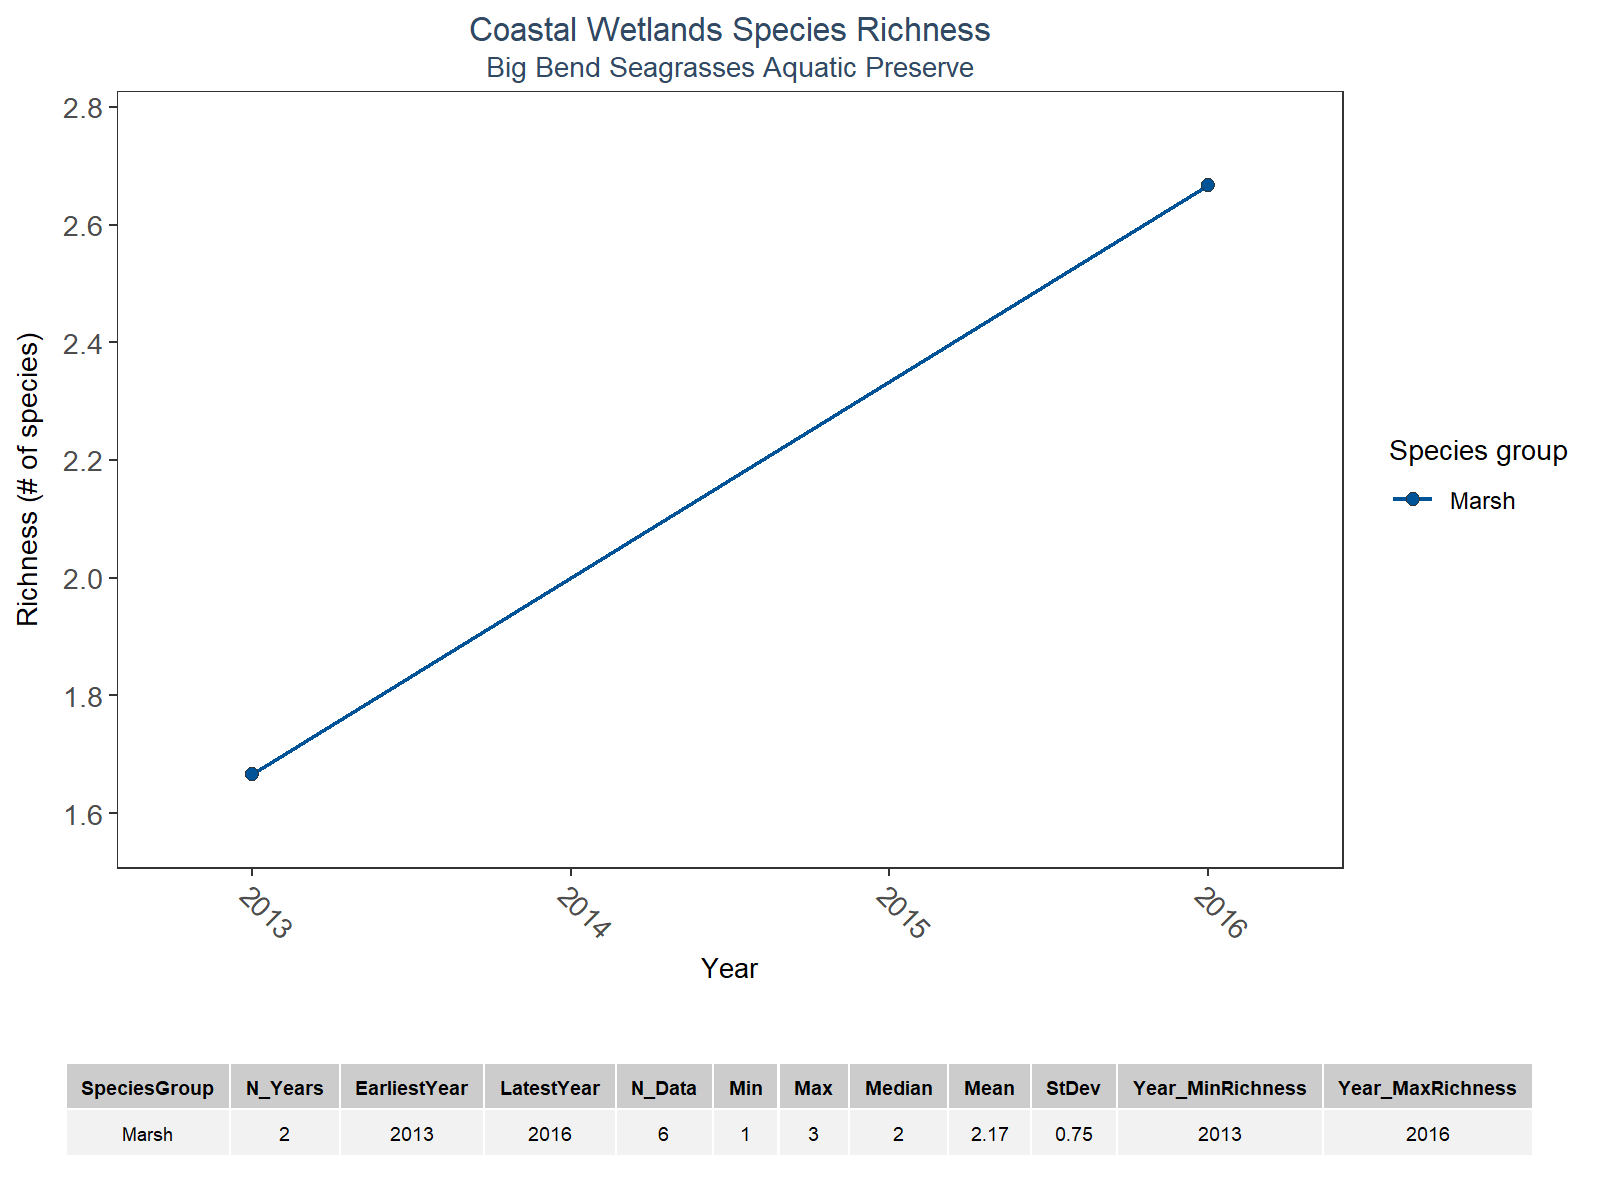 Coastal Wetlands Species Richness
Big Bend Seagrasses Aquatic Preserve
2.8
2.6
2.4
2.2
2.0
1.8
1.6
Richness (# of species)
2013 2014 2015 2016
Year
Species group
Marsh
SpeciesGroup N_Years EarliestYear LatestYear N_Data Min Max Median Mean StDev Year_MinRichness Year_MaxRichness
Marsh 2 2013 2016 6 1 3 2 2.17 0.75 2013 2016